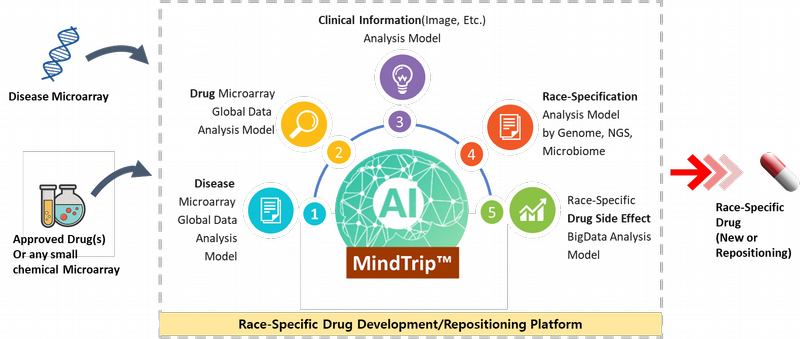 Clinical Information(Image, Etc.)
Analysis Model
Disease Microarray
Drug Microarray
Global Data
Analysis Model
Race-Specification
Analysis Model
by Genome, NGS,
Microbiome
3
2
4
Approved Drug(s)
Or any small
chemical Microarray
Disease
Microarray
Global Data
Analysis
Model
1
AI
MindTrip™
5
Race-Specific
Drug Side Effect
BigData Analysis
Model
Race-Specific
Drug
(New or
Repositioning)
Race-Specific Drug Development/Repositioning Platform